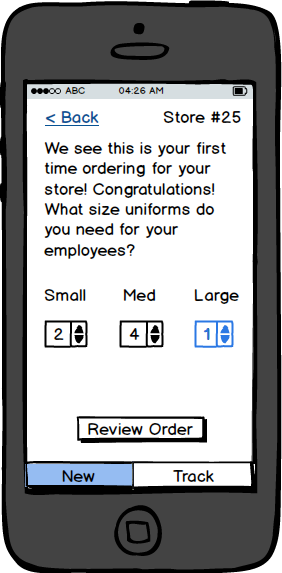 ABC 04:26 AM
< Back Store #25
We see this is your first
time ordering for your
store! Congratulations!
What size uniforms do
you need for your
employees?
Small Med Large
2 4 1
Review Order
New Track